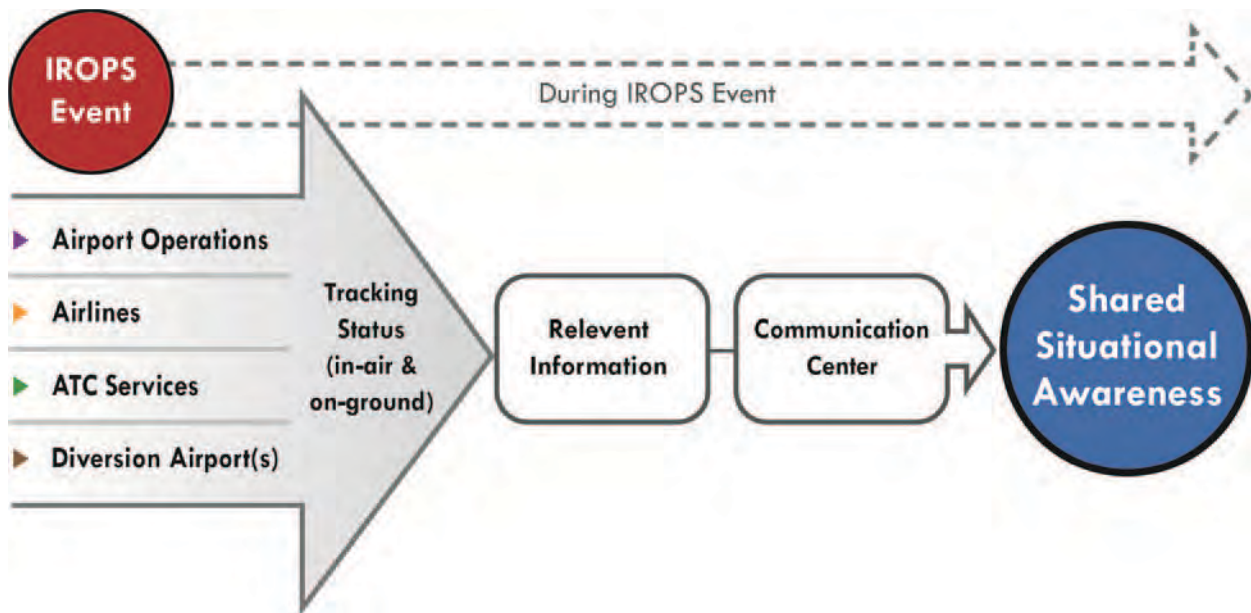 IROPS
Event
During IROPS Event
Airport Operations
Airlines
ATC Services
Diversion Airport(s)
Tracking
Status
(in-air &
on-ground)
Relevent
Information
Communication
Center
Shared
Situational
Awareness